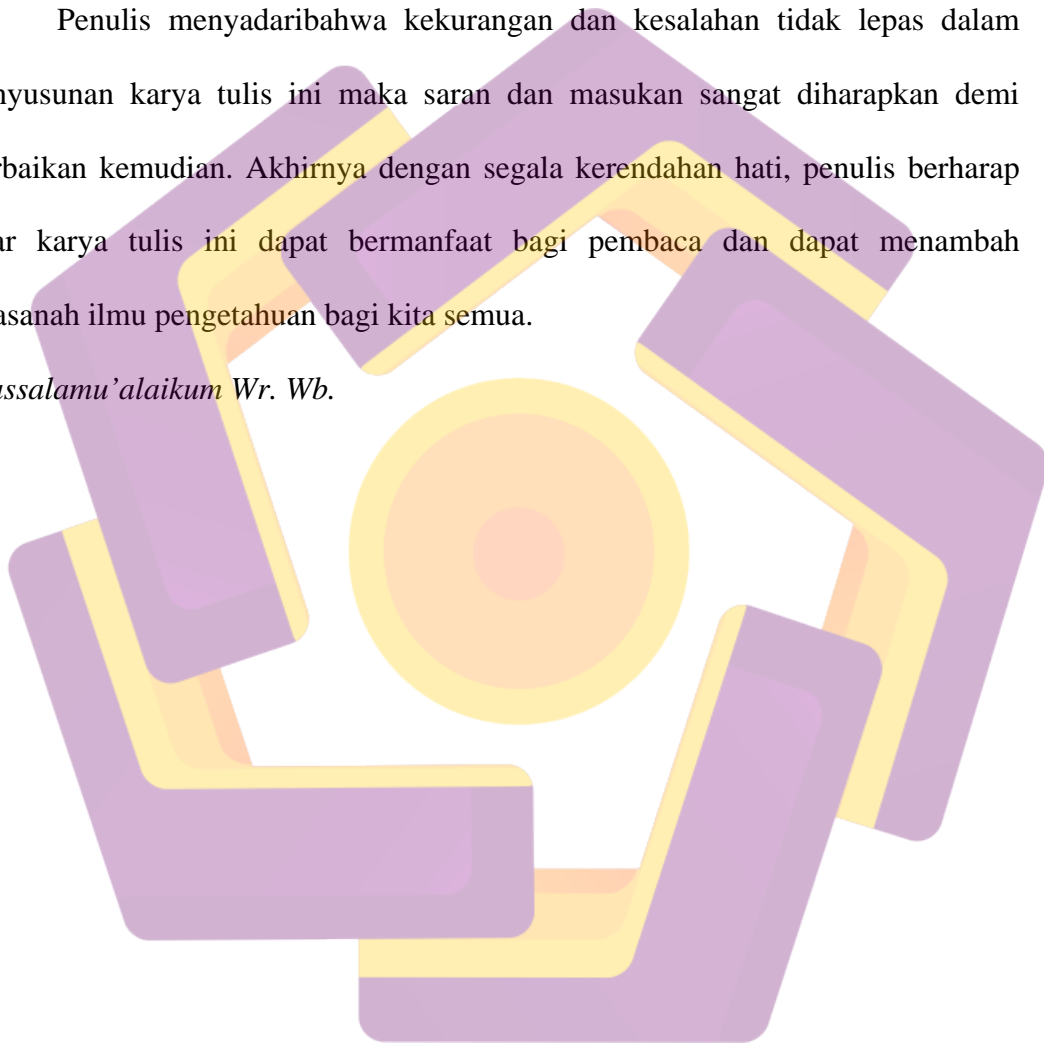 Penulis menyadaribahwa kekurangan dan kesalahan tidak lepas dalam
nyusunan karya tulis ini maka saran dan masukan sangat diharapkan demi
rbaikan kemudian. Akhirnya dengan segala kerendahan hati, penulis berharap
ar karya tulis ini dapat bermanfaat bagi pembaca dan dapat menambah
asanah ilmu pengetahuan bagi kita semua.
assalamu’alaikum Wr. Wb.